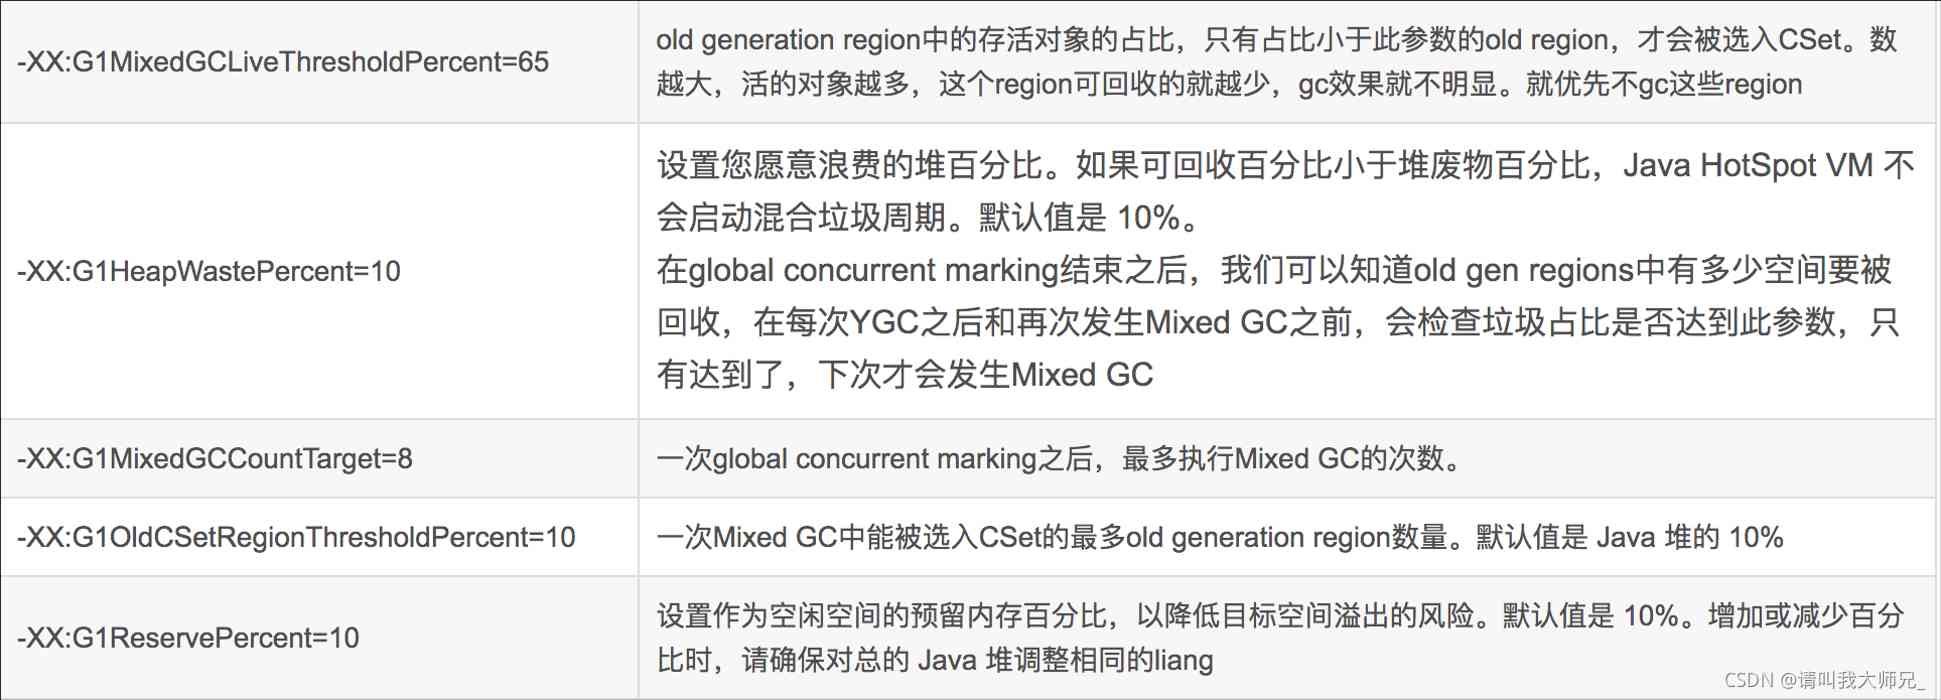 -XX:G1MixedGCLiveThresholdPercent=65
old generation region中的存活对象的占比，只有占比小于此参数的old region，才会被选入CSet。数
越大，活的对象越多，这个region可回收的就越少，gc效果就不明显。就优先不gc这些region
-XX:G1HeapWastePercent=10
设置您愿意浪费的堆百分比。如果可回收百分比小于堆废物百分比，Java HotSpot VM 不
会启动混合垃圾周期。默认值是 10%。
在global concurrent marking结束之后，我们可以知道old gen regions中有多少空间要被
回收，在每次YGC之后和再次发生Mixed GC之前，会检查垃圾占比是否达到此参数，只
有达到了，下次才会发生Mixed GC
-XX:G1MixedGCCountTarget=8
一次global concurrent marking之后，最多执行Mixed GC的次数。
-XX:G1OldCSetRegionThresholdPercent=10
一次Mixed GC中能被选入CSet的最多old generation region数量。默认值是 Java 堆的 10%
-XX:G1ReservePercent=10
设置作为空闲空间的预留内存百分比，以降低目标空间溢出的风险。默认值是 10%。增加或减少百分
比时，请确保对总的 Java 堆调整相同的liang
CSDN @请叫我大师兄_